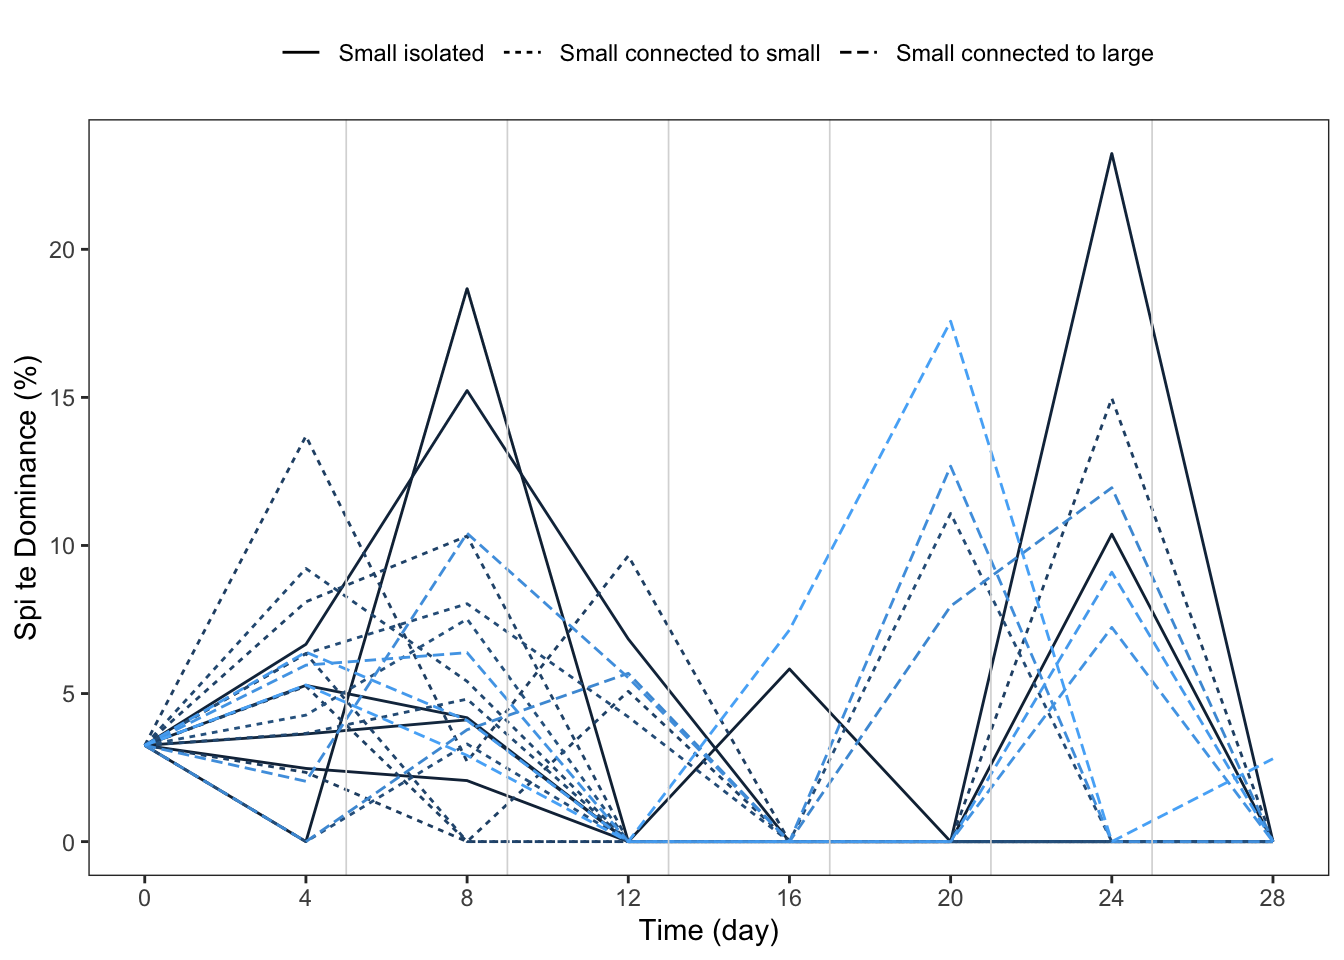 Small isolated Small connected to small Small connected to large
Spi te Dominance (%)
20
15
10
5
0
0 4 8 12 16 20 24 28
Time (day)